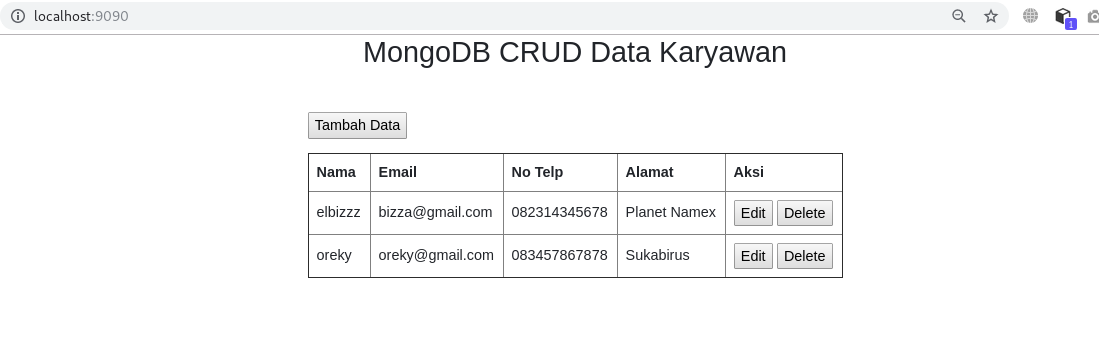 localhost:9090
1
MongoDB CRUD Data Karyawan
Tambah Data
Nama Email No Telp Alamat Aksi
elbizzz bizza@gmail.com 082314345678 Planet Namex Edit Delete
oreky oreky@gmail.com 083457867878 Sukabirus Edit Delete